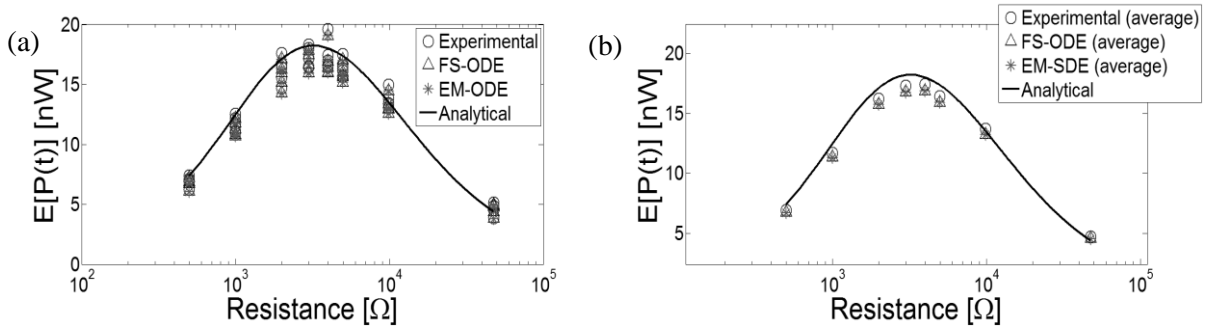 (a)
E[P(t)] [nW]
20
15
10
5
0
10^2
10^3
10^4
10^5
Resistance [Ω]
Experimental
FS-ODE
EM-ODE
Analytical
(b)
E[P(t)] [nW]
20
15
10
5
10^3
10^4
10^5
Resistance [Ω]
Experimental (average)
FS-ODE (average)
EM-SDE (average)
Analytical